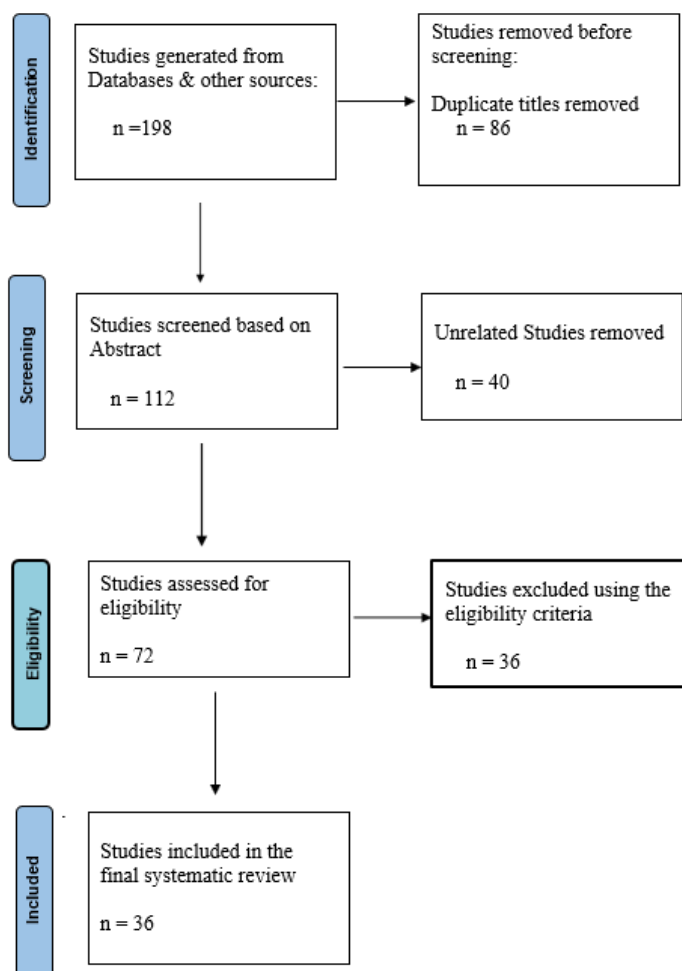 Identification
Studies generated from
Databases & other sources:
n =198
Studies removed before
screening:
Duplicate titles removed
n = 86
Screening
Studies screened based on
Abstract
n = 112
Unrelated Studies removed
n = 40
Eligibility
Studies assessed for
eligibility
n = 72
Studies excluded using the
eligibility criteria
n = 36
Included
Studies included in the
final systematic review
n = 36